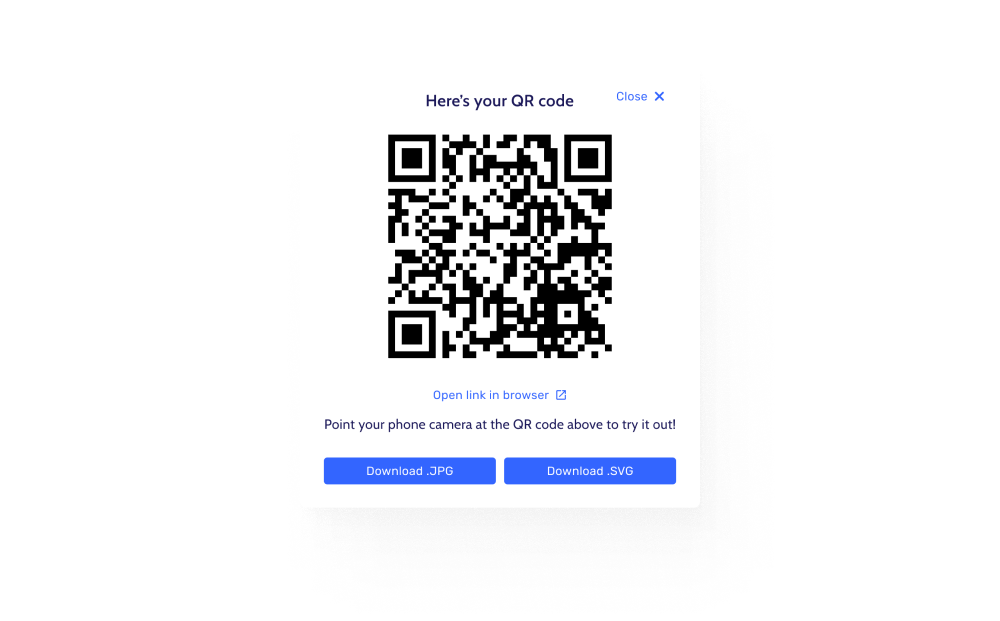 Here’s your QR code
Close
Open link in browser
Point your phone camera at the QR code above to try it out!
Download .JPG
Download .SVG